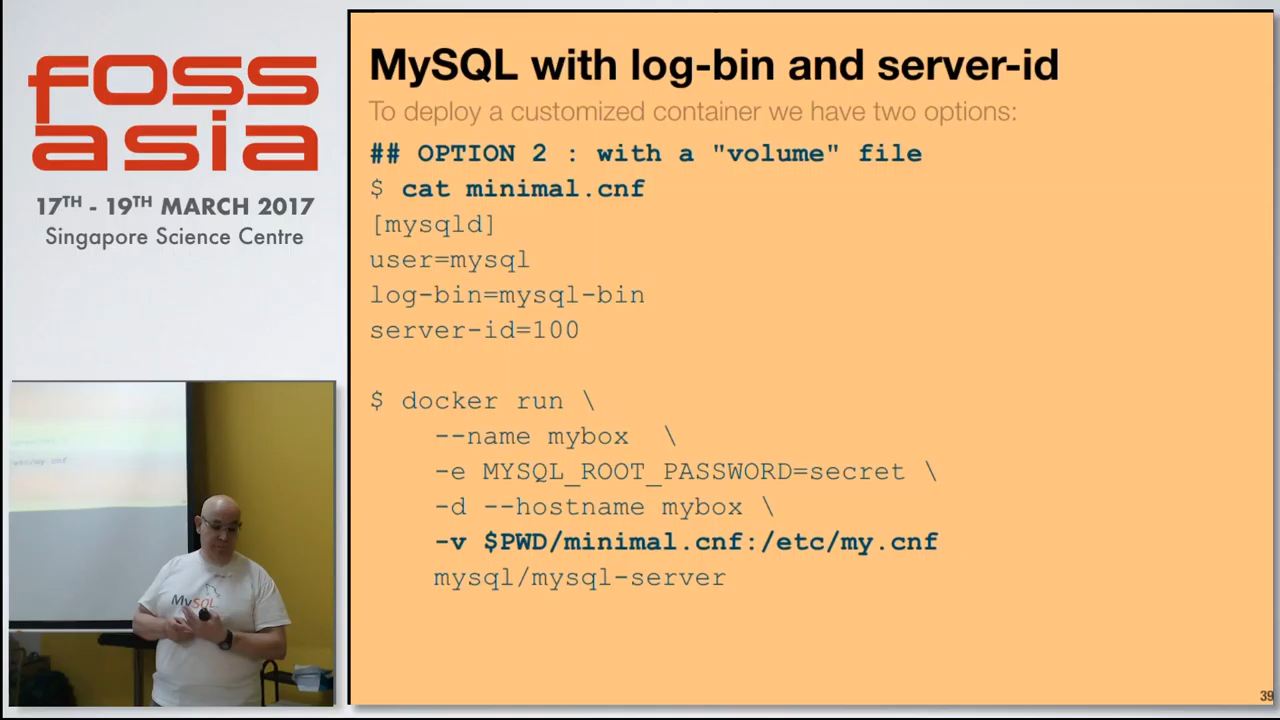 foss
asia
17TH - 19TH MARCH 2017
Singapore Science Centre
MySQL with log-bin and server-id
To deploy a customized container we have two options:
## OPTION 2 : with a "volume" file
$ cat minimal.cnf
[mysqld]
user=mysql
log-bin=mysql-bin
server-id=100
$ docker run \
--name mybox \
-e MYSQL_ROOT_PASSWORD=secret \
-d --hostname mybox \
-v $PWD/minimal.cnf:/etc/my.cnf
mysql/mysql-server
39
MySQL